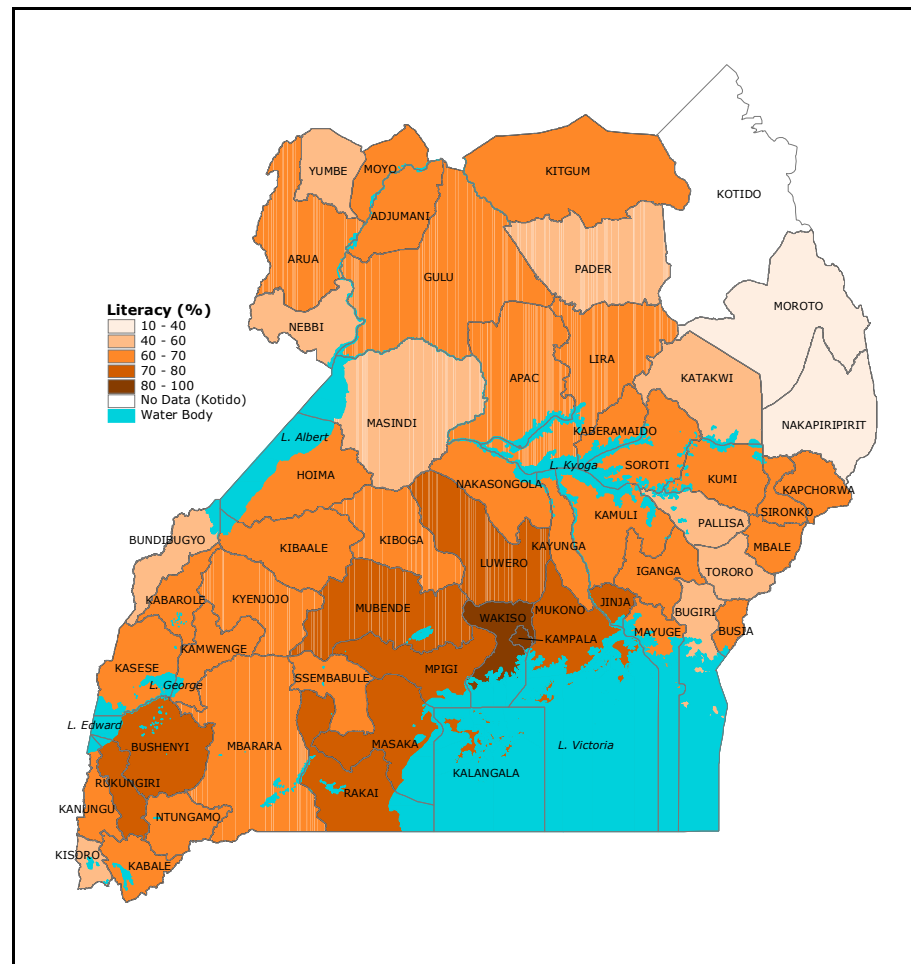 YUMBE
MOYO
KITGUM
KOTIDO
ADJUMANI
ARUA
GULU
PADER
MOROTO
Literacy (%)
10 - 40
40 - 60
60 - 70
70 - 80
80 - 100
No Data (Kotido)
Water Body
NEBBI
LIRA
APAC
KATAKWI
MASINDI
NAKAPIRIPIRIT
KABERAMAIDO
L. Albert
L. Kyoga
SOROTI
HOIMA
KUMI
NAKASONGOLA
KAPCHORWA
KAMULI
SIRONKO
PALLISA
BUNDIBUGYO
KIBAALE
KIBOGA
KAYUNGA
MBALE
LUWERO
IGANGA
TORORO
KABAROLE
KYENJOJO
MUBENDE
MUKONO
JINJA
BUGIRI
WAKISO
KAMPALA
MAYUGE
BUSIA
KAMWENGE
KASESE
MPIGI
SSEMBABULE
L. George
L. Edward
BUSHENYI
MBARARA
MASAKA
L. Victoria
KALANGALA
RUKUNGIRI
RAKAI
KANUNGU
NTUNGAMO
KISORO
KABALE